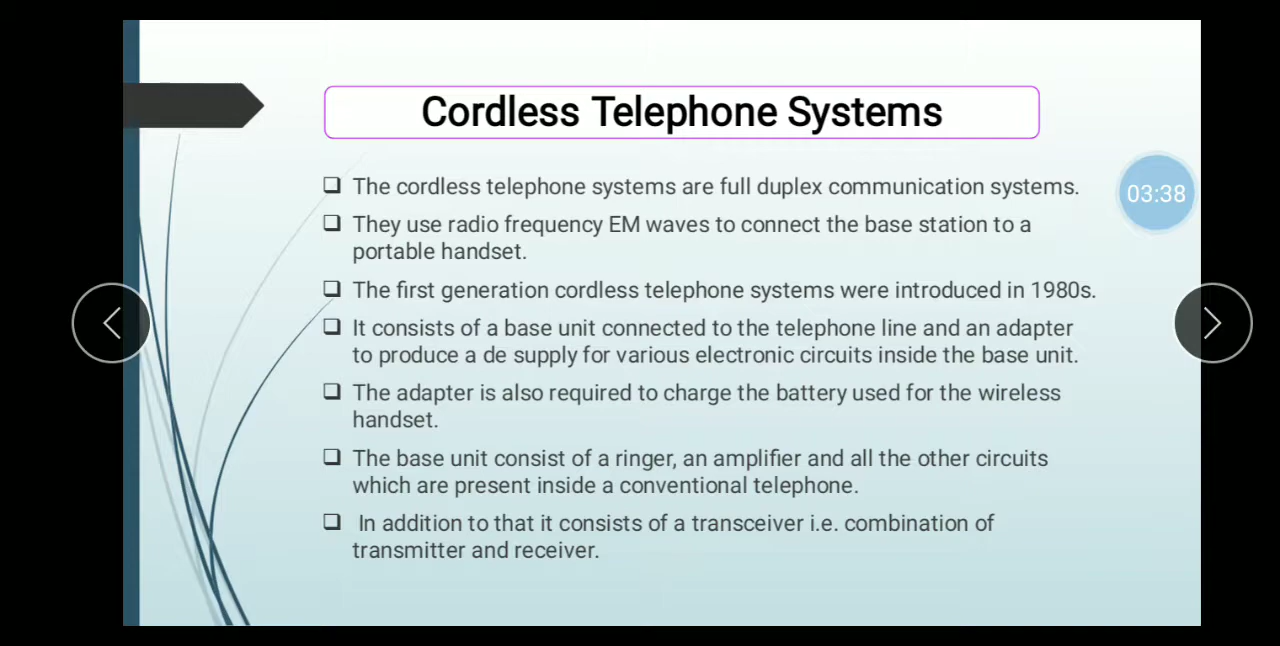 Cordless Telephone Systems
❑ The cordless telephone systems are full duplex communication systems.
03:38
❑ They use radio frequency EM waves to connect the base station to a
portable handset.
❑ The first generation cordless telephone systems were introduced in 1980s.
❑ It consists of a base unit connected to the telephone line and an adapter
to produce a de supply for various electronic circuits inside the base unit.
❑ The adapter is also required to charge the battery used for the wireless
handset.
❑ The base unit consist of a ringer, an amplifier and all the other circuits
which are present inside a conventional telephone.
❑ In addition to that it consists of a transceiver i.e. combination of
transmitter and receiver.